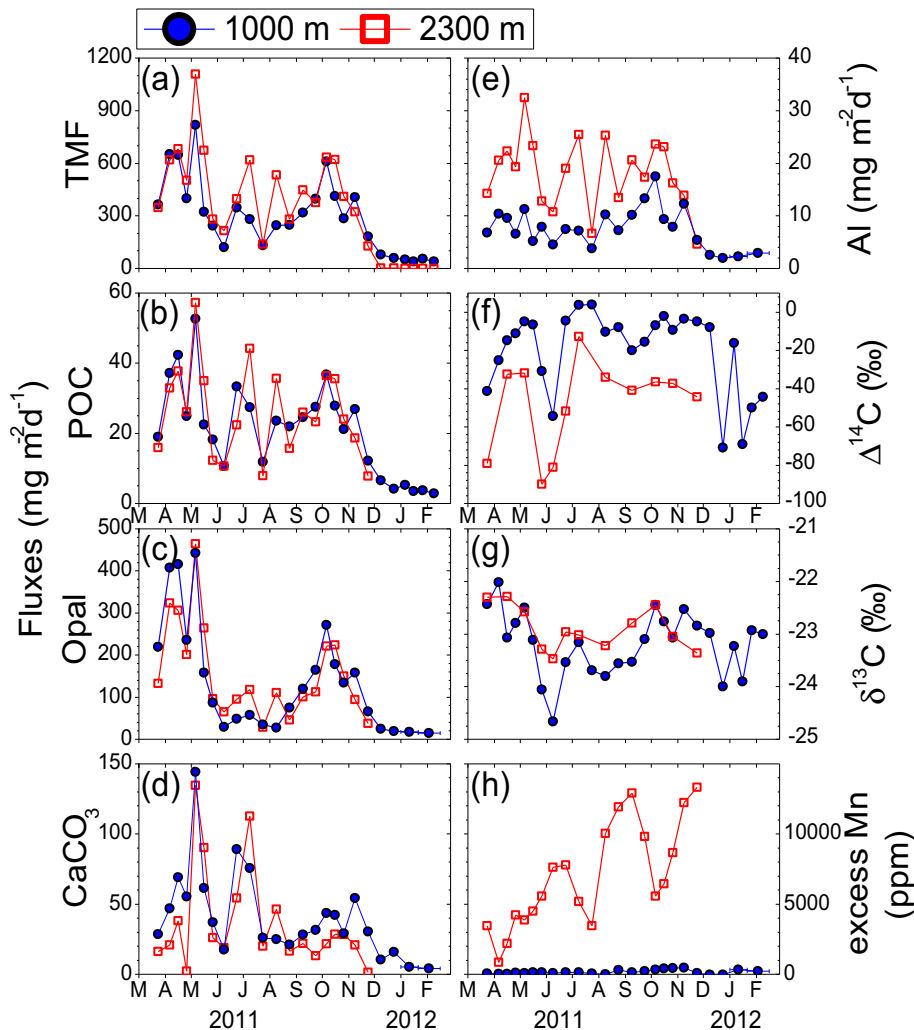 1000 m 2300 m
(a)
1200
900
600
300
0
TMF
M A M J J A S O N D J F
(b)
60
40
20
0
POC
M A M J J A S O N D J F
(c)
500
400
300
200
100
0
Opal
M A M J J A S O N D J F
(d)
150
100
50
0
CaCO₃
M A M J J A S O N D J F
2011 2012
Fluxes (mg m⁻²d⁻¹)
(e)
40
30
20
10
0
Al (mg m⁻²d⁻¹)
M A M J J A S O N D J F
(f)
0
-20
-40
-60
-80
-100
Δ¹⁴C (‰)
M A M J J A S O N D J F
(g)
-21
-22
-23
-24
-25
δ¹³C (‰)
M A M J J A S O N D J F
(h)
10000
5000
0
excess Mn
(ppm)
M A M J J A S O N D J F
2011 2012